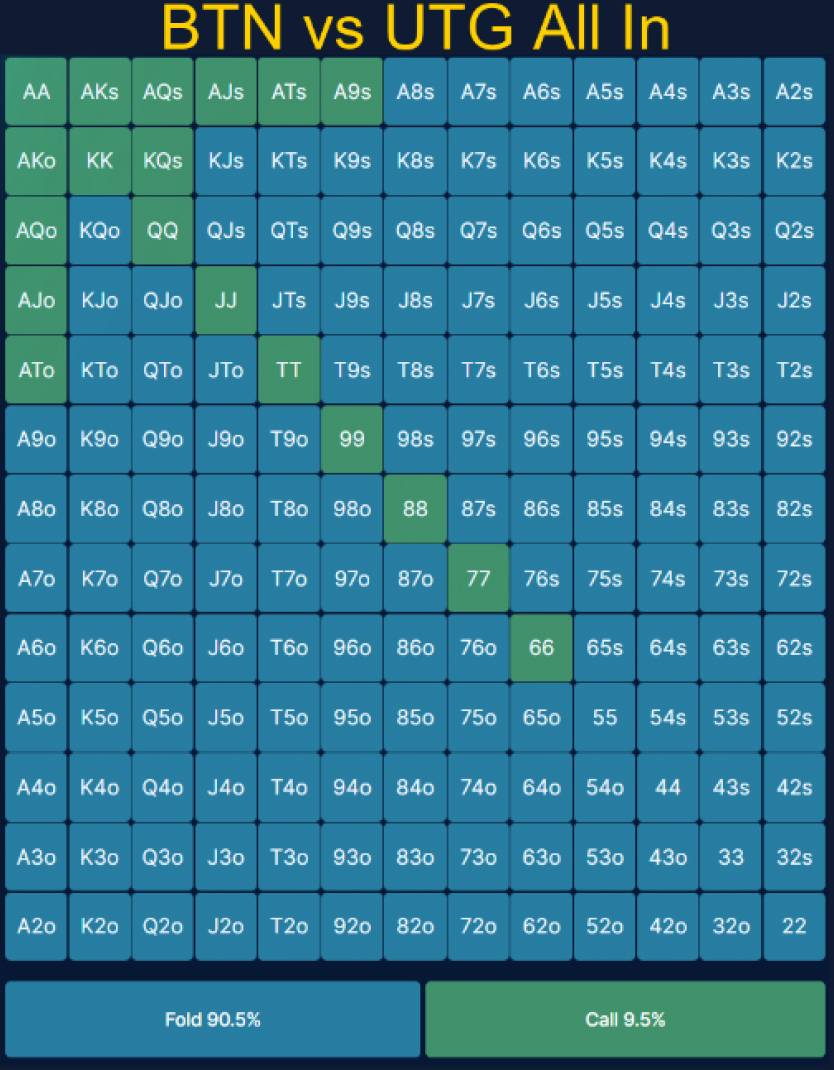 BTN vs UTG All In
AA AKs AQs AJs ATs A9s A8s A7s A6s A5s A4s A3s A2s
AKo KK KQs KJs KTs K9s K8s K7s K6s K5s K4s K3s K2s
AQo KQo QQ QJs QTs Q9s Q8s Q7s Q6s Q5s Q4s Q3s Q2s
AJo KJo QJo JJ JTs J9s J8s J7s J6s J5s J4s J3s J2s
ATo KTo QTo JTo TT T9s T8s T7s T6s T5s T4s T3s T2s
A9o K9o Q9o J9o T9o 99 98s 97s 96s 95s 94s 93s 92s
A8o K8o Q8o J8o T8o 98o 88 87s 86s 85s 84s 83s 82s
A7o K7o Q7o J7o T7o 97o 87o 77 76s 75s 74s 73s 72s
A6o K6o Q6o J6o T6o 96o 86o 76o 66 65s 64s 63s 62s
A5o K5o Q5o J5o T5o 95o 85o 75o 65o 55 54s 53s 52s
A4o K4o Q4o J4o T4o 94o 84o 74o 64o 54o 44 43s 42s
A3o K3o Q3o J3o T3o 93o 83o 73o 63o 53o 43o 33 32s
A2o K2o Q2o J2o T2o 92o 82o 72o 62o 52o 42o 32o 22
Fold 90.5% Call 9.5%